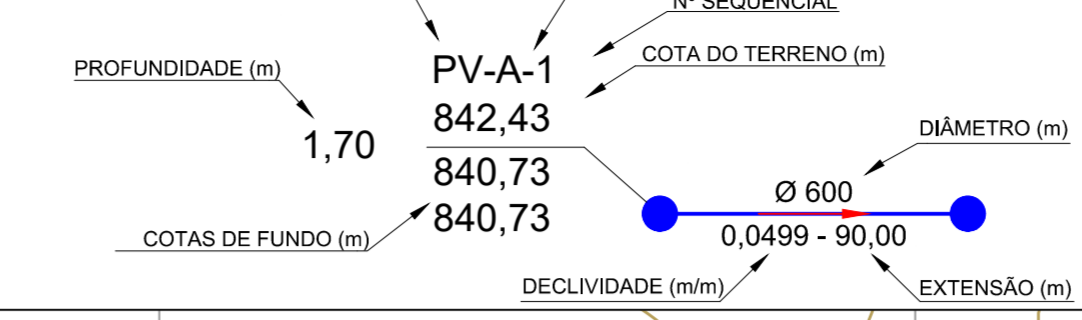 Nº SEQUENCIAL
PROFUNDIDADE (m)
PV-A-1
COTA DO TERRENO (m)
842,43
1,70
DIÂMETRO (m)
840,73
840,73
Ø 600
COTAS DE FUNDO (m)
0,0499 - 90,00
DECLIVIDADE (m/m)
EXTENSÃO (m)